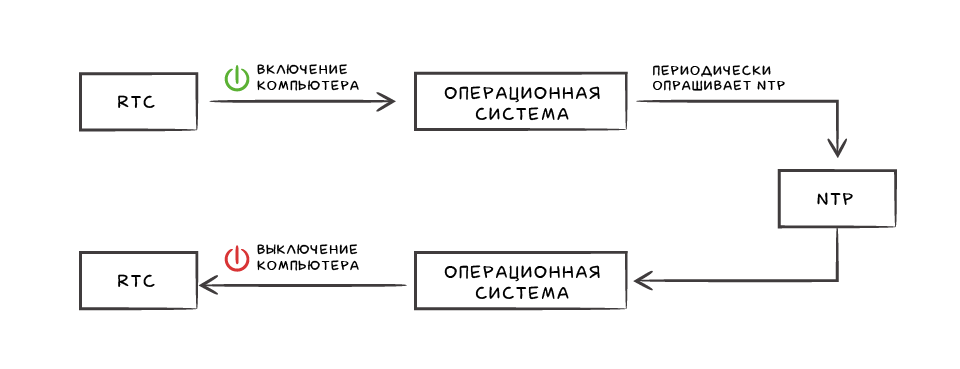 RTC
ВКЛЮЧЕНИЕ
КОМПЬЮТЕРА
ОПЕРАЦИОННАЯ
СИСТЕМА
ПЕРИОДИЧЕСКИ
ОПРАШИВАЕТ NTP
NTP
RTC
ВЫКЛЮЧЕНИЕ
КОМПЬЮТЕРА
ОПЕРАЦИОННАЯ
СИСТЕМА